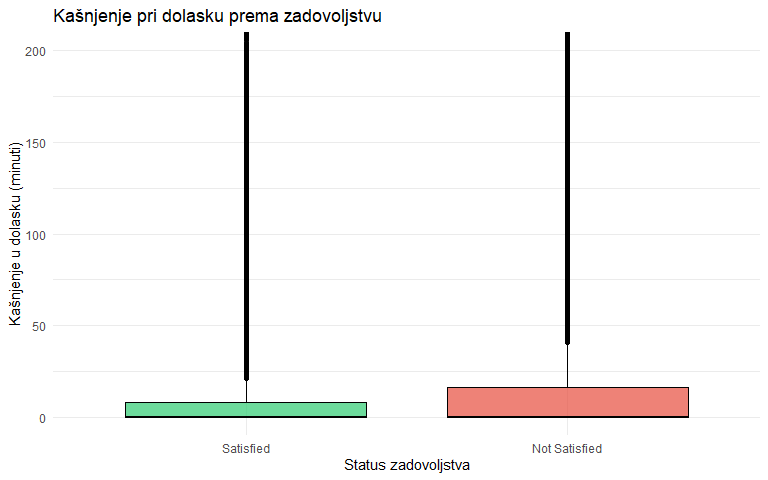 Kašnjenje pri dolasku prema zadovoljstvu
Kašnjenje u dolasku (minuti)
200
150
100
50
0
Satisfied
Not Satisfied
Status zadovoljstva